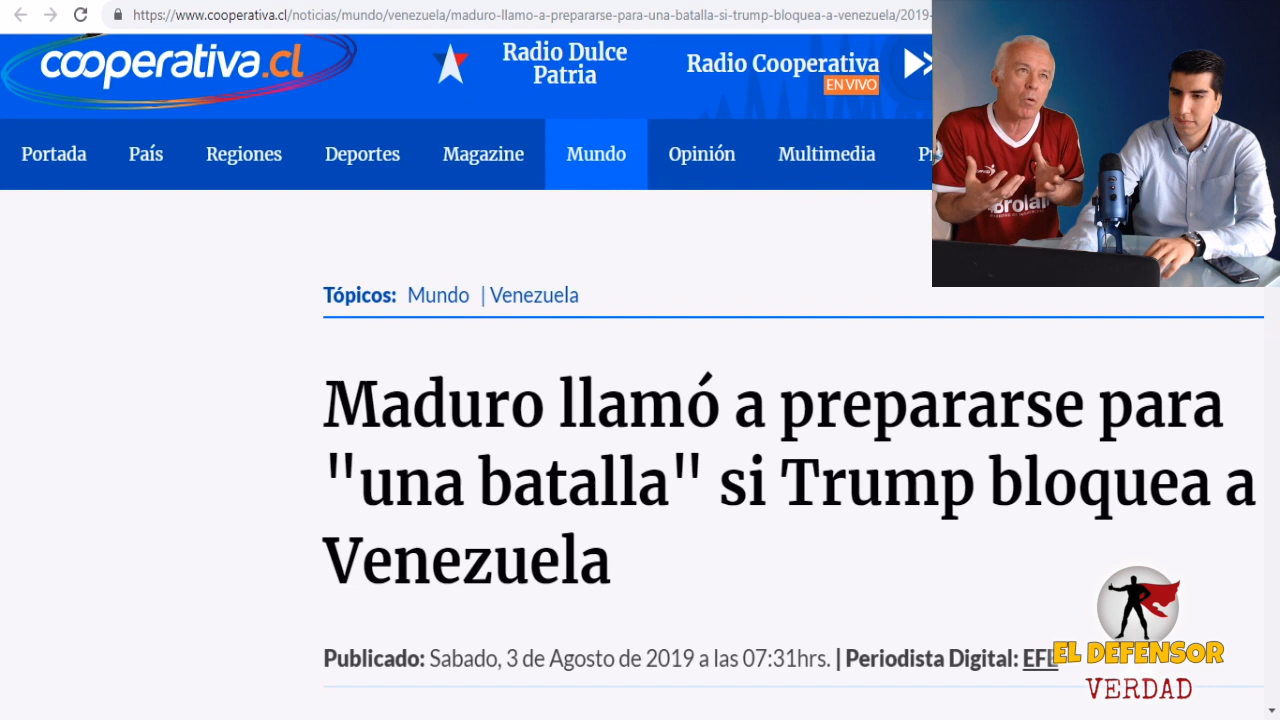 https://www.cooperativa.cl/noticias/mundo/venezuela/maduro-llamo-a-prepararse-para-una-batalla-si-trump-bloquea-a-venezuela/2019-
cooperativa.cl
Radio Dulce
Patria
Radio Cooperativa
EN VIVO
Portada País Regiones Deportes Magazine Mundo Opinión Multimedia
Brolai
Tópicos: Mundo | Venezuela
Maduro llamó a prepararse para
"una batalla" si Trump bloquea a
Venezuela
Publicado: Sabado, 3 de Agosto de 2019 a las 07:31hrs. | Periodista Digital: EFE
EL DEFENSOR
VERDAD